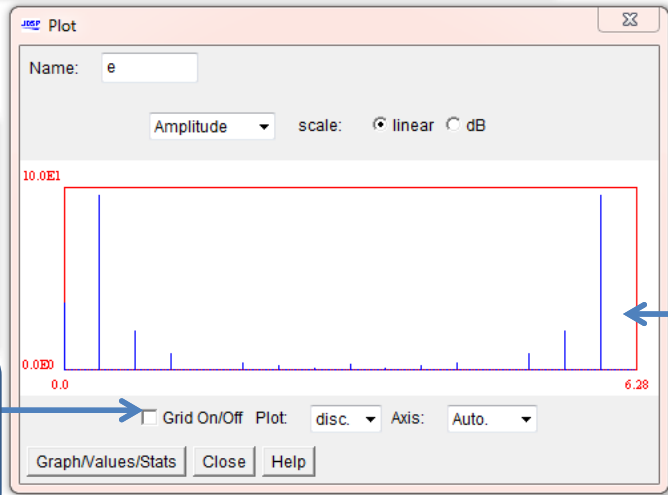 JDSP Plot
Name: e
Amplitude scale: linear dB
10.0E1
0.0E0
0.0 6.28
Grid On/Off Plot: disc. Axis: Auto.
Graph/Values/Stats Close Help